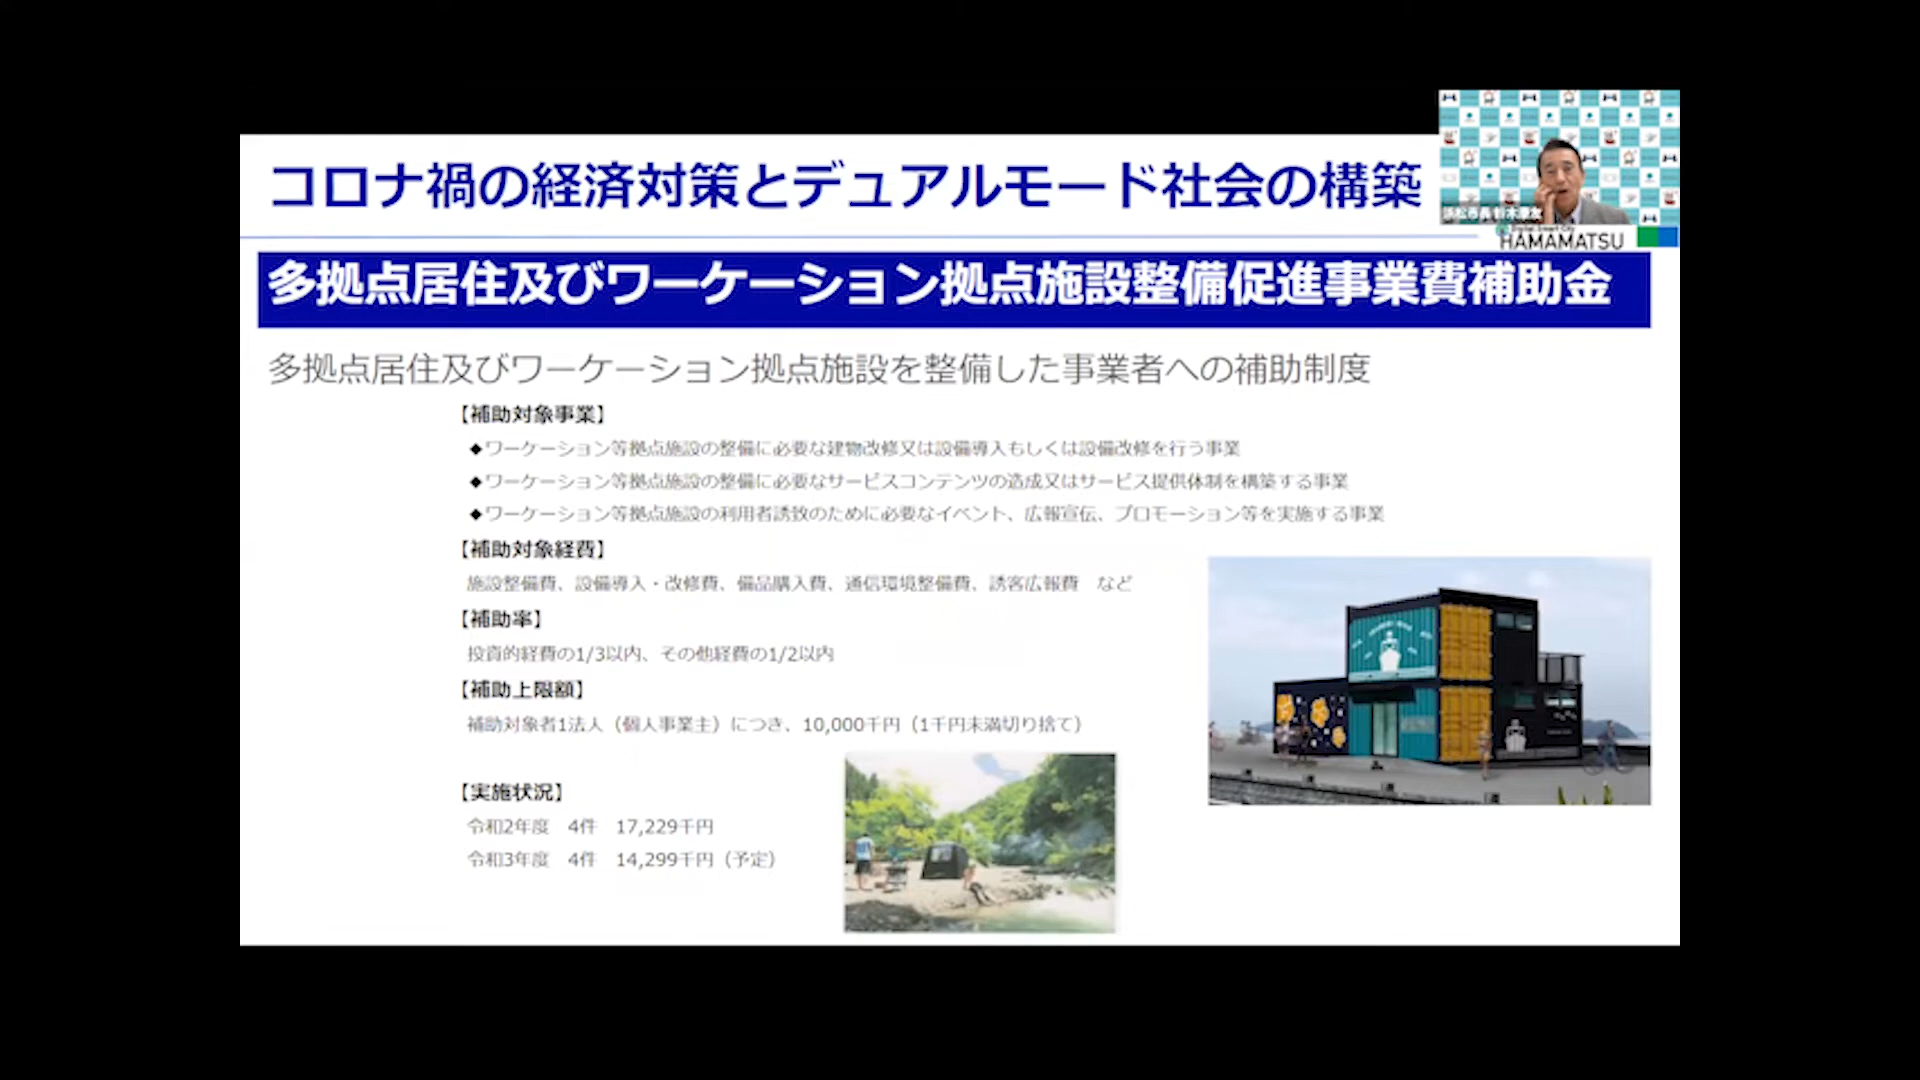 コロナ禍の経済対策とデュアルモード社会の構築
浜松市長 鈴木康友
Digital Smart City
HAMAMATSU
多拠点居住及びワーケーション拠点施設整備促進事業費補助金
多拠点居住及びワーケーション拠点施設を整備した事業者への補助制度
【補助対象事業】
◆ワーケーション等拠点施設の整備に必要な建物改修又は設備導入もしくは設備改修を行う事業
◆ワーケーション等拠点施設の整備に必要なサービスコンテンツの造成又はサービス提供体制を構築する事業
◆ワーケーション等拠点施設の利用者誘致のために必要なイベント、広報宣伝、プロモーション等を実施する事業
【補助対象経費】
施設整備費、設備導入・改修費、備品購入費、通信環境整備費、誘客広報費　など
【補助率】
投資的経費の1/3以内、その他経費の1/2以内
【補助上限額】
補助対象者1法人（個人事業主）につき、10,000千円（1千円未満切り捨て）
【実施状況】
令和2年度　4件　17,229千円
令和3年度　4件　14,299千円（予定）